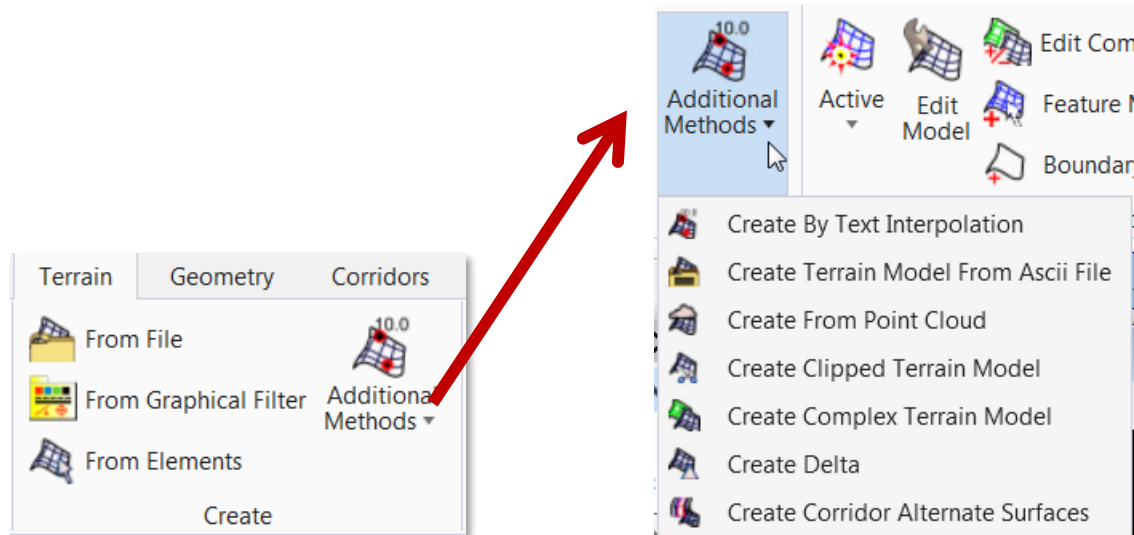 Terrain Geometry Corridors
From File
10.0
From Graphical Filter
Additional
Methods
From Elements
Create
10.0
Additional
Methods
Active
Edit
Model
Edit
Feature
Create By Text Interpolation
Create Terrain Model From Ascii File
Create From Point Cloud
Create Clipped Terrain Model
Create Complex Terrain Model
Create Delta
Create Corridor Alternate Surfaces